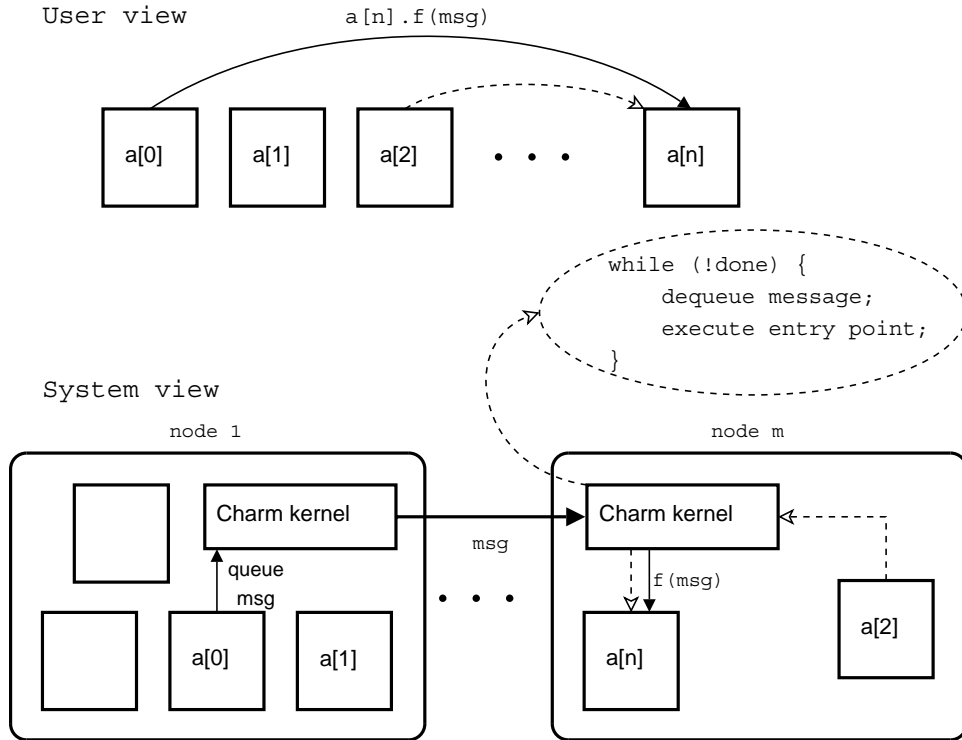 User view
a[n].f(msg)
a[0]
a[1]
a[2]
• • •
a[n]
while (!done) {
dequeue message;
execute entry point;
}
System view
node 1
node m
Charm kernel
msg
Charm kernel
queue
msg
f(msg)
• • •
a[0]
a[1]
a[n]
a[2]